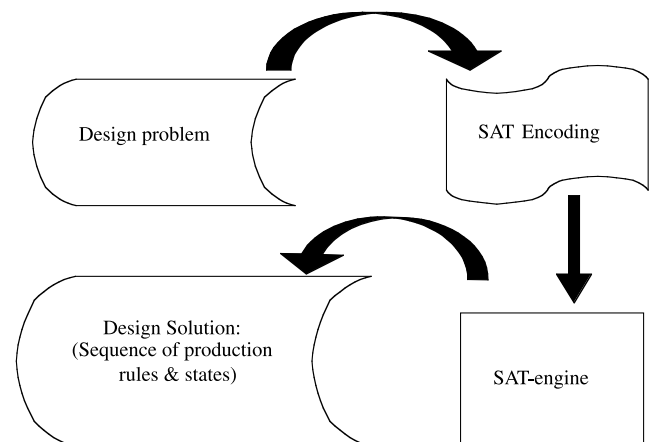 Design problem
SAT Encoding
Design Solution:
(Sequence of production
rules & states)
SAT-engine